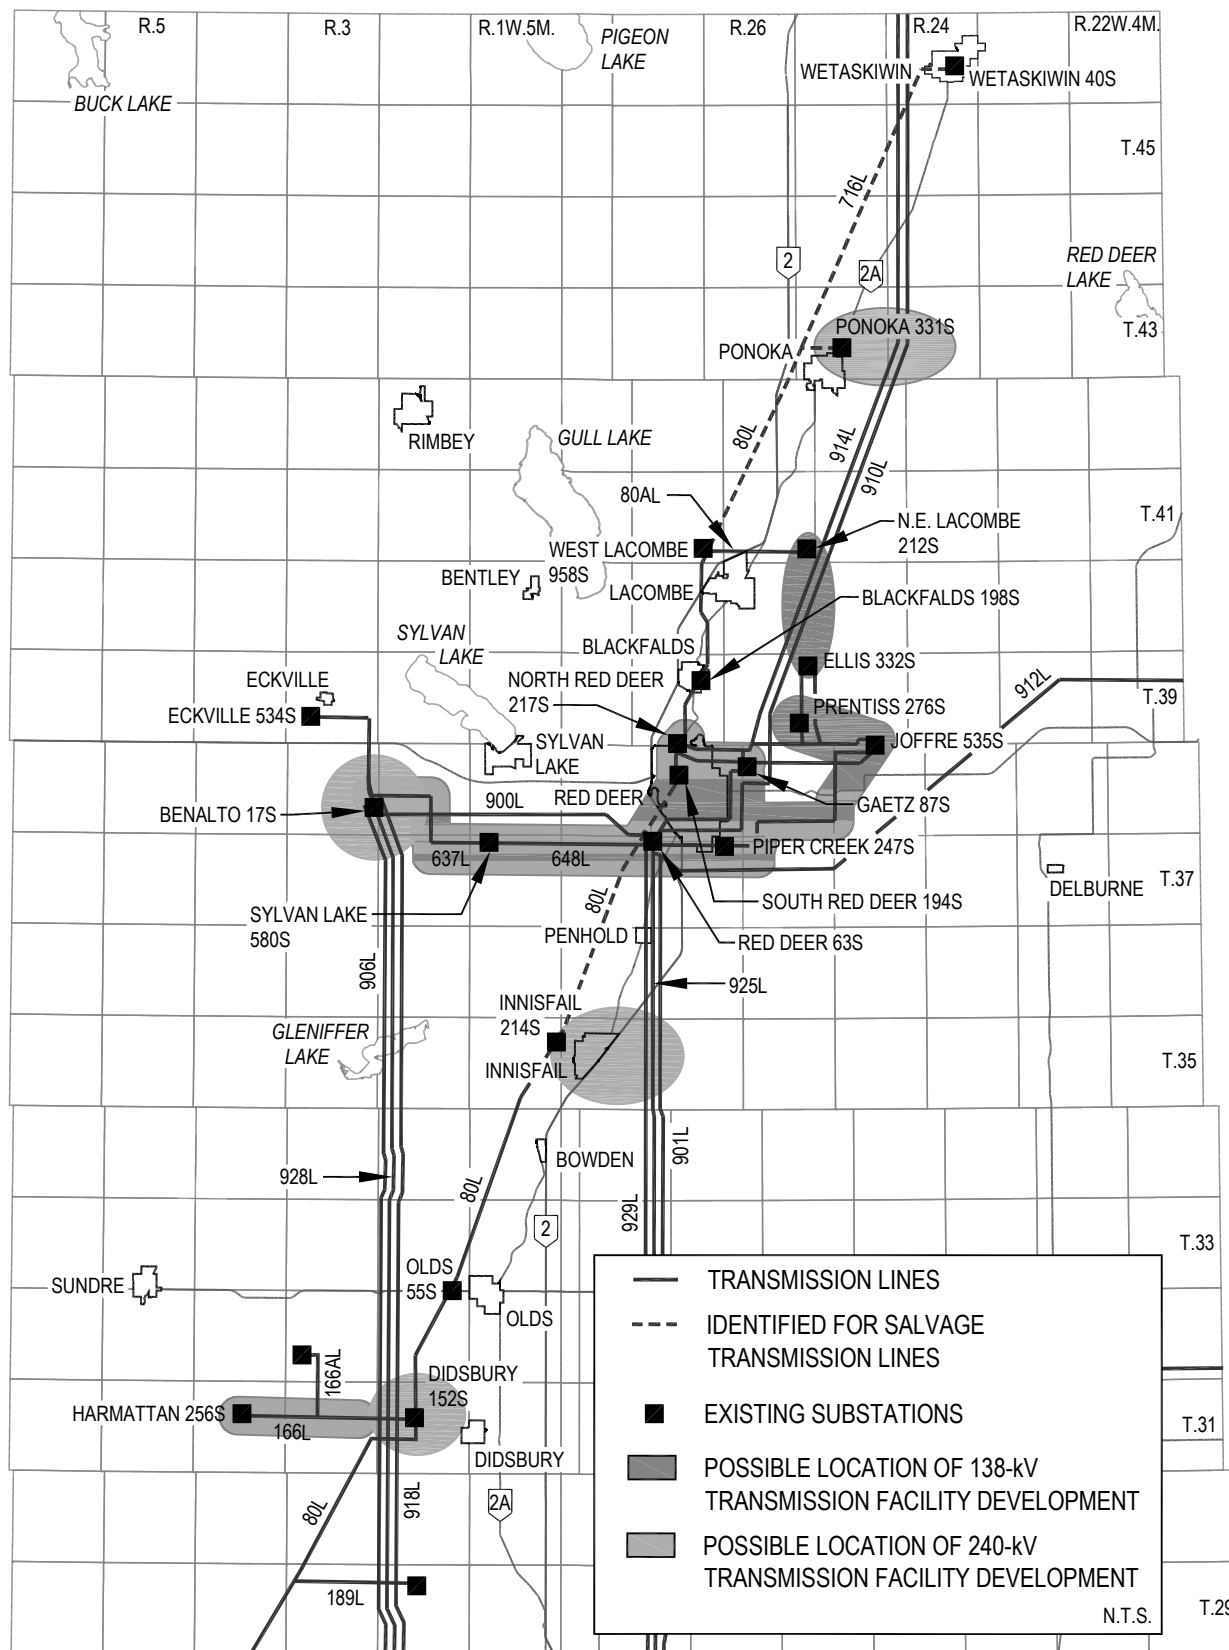 R.5
R.3
R.1W.5M.
R.26
R.24
R.22W.4M.
PIGEON
LAKE
BUCK LAKE
WETASKIWIN
WETASKIWIN 40S
T.45
716L
2
2A
RED DEER
LAKE
PONOKA 331S
T.43
PONOKA
RIMBEY
GULL LAKE
80L
914L
910L
80AL
N.E. LACOMBE
212S
T.41
WEST LACOMBE
958S
BENTLEY
LACOMBE
BLACKFALDS 198S
SYLVAN
LAKE
BLACKFALDS
ELLIS 332S
NORTH RED DEER
217S
912L
T.39
ECKVILLE
ECKVILLE 534S
PRENTISS 276S
SYLVAN
LAKE
JOFFRE 535S
RED DEER
900L
GAETZ 87S
BENALTO 17S
637L
648L
PIPER CREEK 247S
DELBURNE
T.37
80L
SOUTH RED DEER 194S
SYLVAN LAKE
580S
PENHOLD
RED DEER 63S
906L
925L
INNISFAIL
214S
GLENIFFER
LAKE
INNISFAIL
T.35
901L
BOWDEN
928L
80L
929L
2
T.33
OLDS
55S
SUNDRE
OLDS
TRANSMISSION LINES
IDENTIFIED FOR SALVAGE
TRANSMISSION LINES
166AL
DIDSBURY
152S
HARMATTAN 256S
166L
EXISTING SUBSTATIONS
T.31
DIDSBURY
POSSIBLE LOCATION OF 138-kV
TRANSMISSION FACILITY DEVELOPMENT
80L
918L
2A
POSSIBLE LOCATION OF 240-kV
TRANSMISSION FACILITY DEVELOPMENT
189L
N.T.S.
T.29